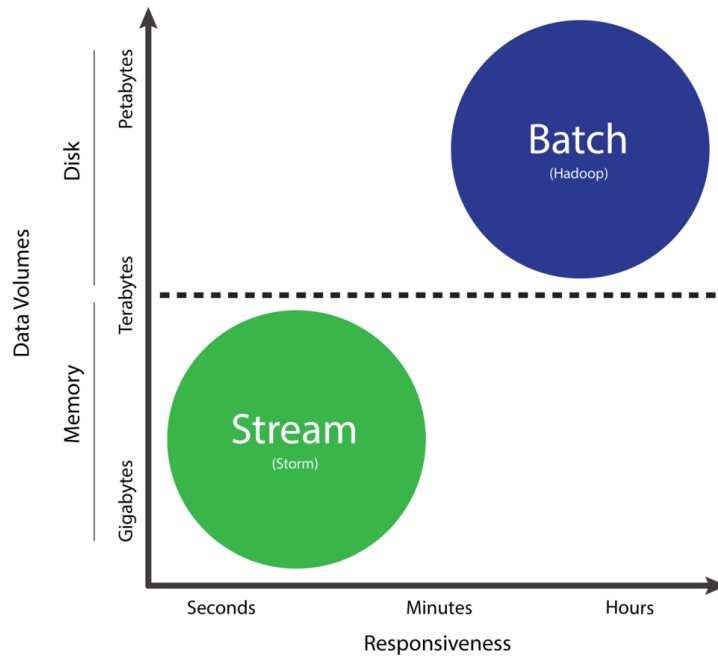 Petabytes
Disk
Batch
(Hadoop)
Data Volumes
Terabytes
Memory
Stream
(Storm)
Gigabytes
Seconds
Minutes
Hours
Responsiveness